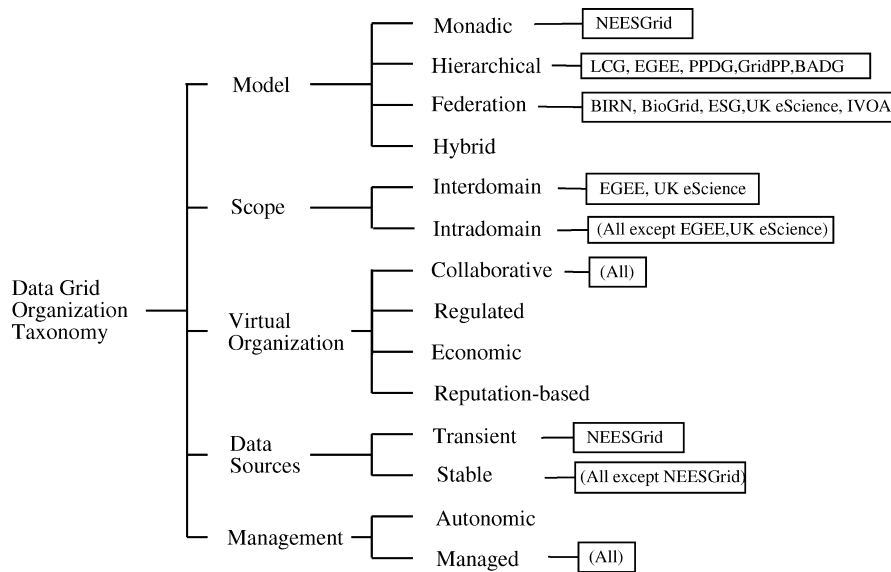 Monadic
NEESGrid
Hierarchical
LCG, EGEE, PPDG,GridPP,BADG
Model
Federation
BIRN, BioGrid, ESG,UK eScience, IVOA
Hybrid
Interdomain
EGEE, UK eScience
Scope
Intradomain
(All except EGEE,UK eScience)
Collaborative
(All)
Data Grid
Organization
Taxonomy
Virtual
Organization
Regulated
Economic
Reputation-based
Data
Sources
Transient
NEESGrid
Stable
(All except NEESGrid)
Management
Autonomic
Managed
(All)